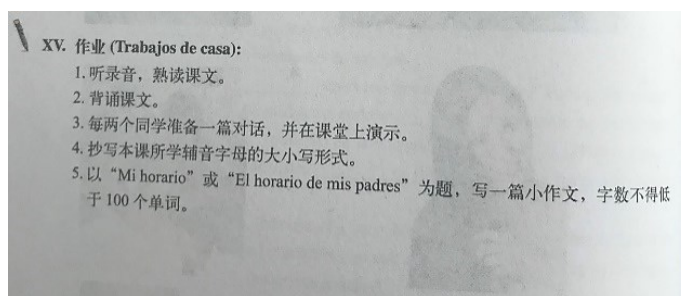 XV. 作业 (Trabajos de casa):
1. 听录音，熟读课文。
2. 背诵课文。
3. 每两个同学准备一篇对话，并在课堂上演示。
4. 抄写本课所学辅音字母的大小写形式。
5. 以“Mi horario”或“El horario de mis padres”为题，写一篇小作文，字数不得低
于 100 个单词。